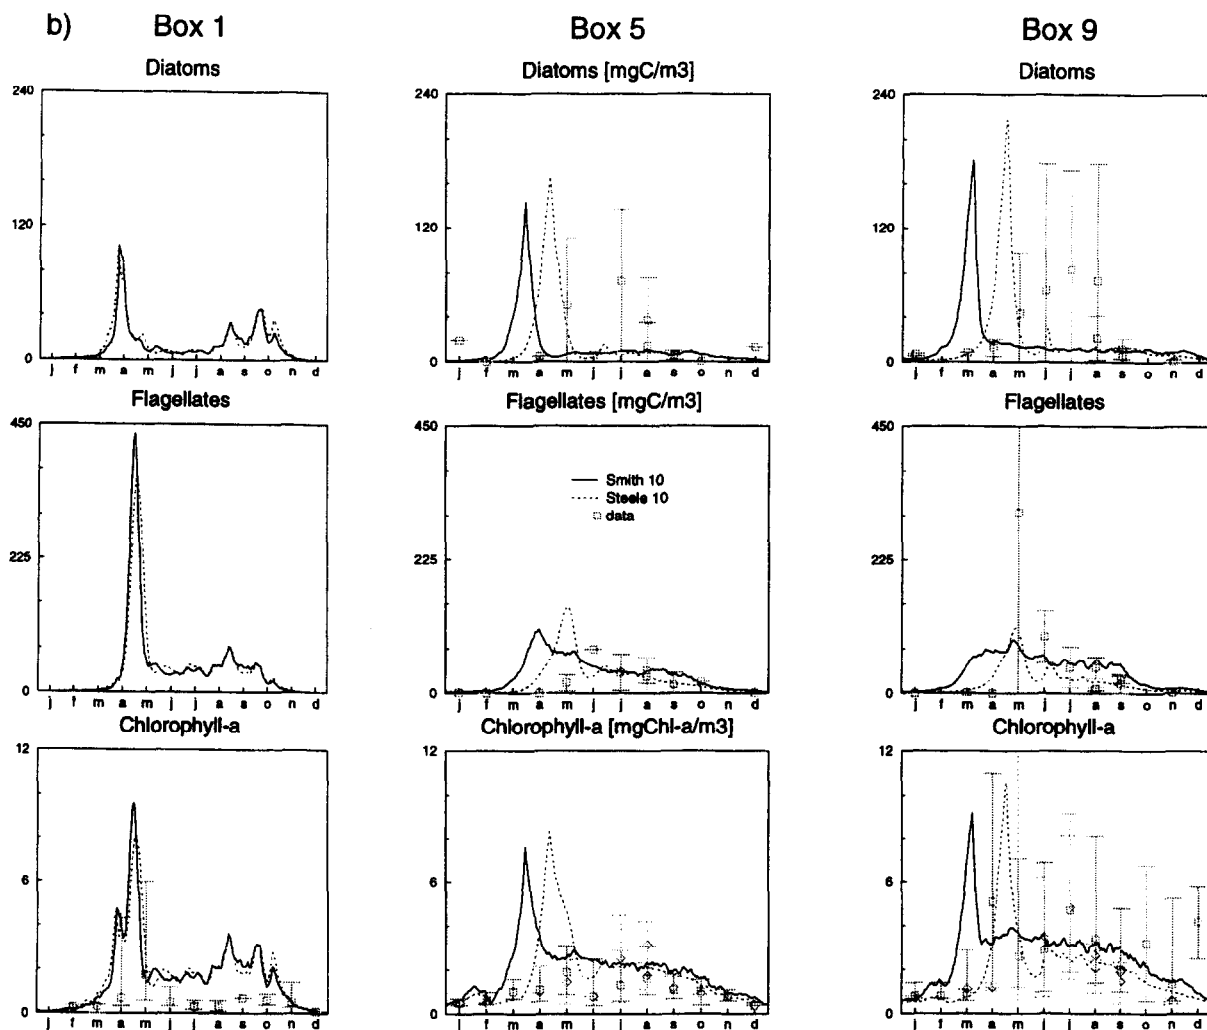 b) Box 1 Box 5 Box 9
Diatoms Diatoms [mgC/m3] Diatoms
240 240 240
120 120 120
0 0 0
j f m a m j j a s o n d j f m a m j j a s o n d j f m a m j j a s o n d
Flagellates Flagellates [mgC/m3] Flagellates
450 450 450
Smith 10
Steele 10
data
225 225 225
0 0 0
j f m a m j j a s o n d j f m a m j j a s o n d j f m a m j j a s o n d
Chlorophyll-a Chlorophyll-a [mgChl-a/m3] Chlorophyll-a
12 12 12
6 6 6
0 0 0
j f m a m j j a s o n d j f m a m j j a s o n d j f m a m j j a s o n d